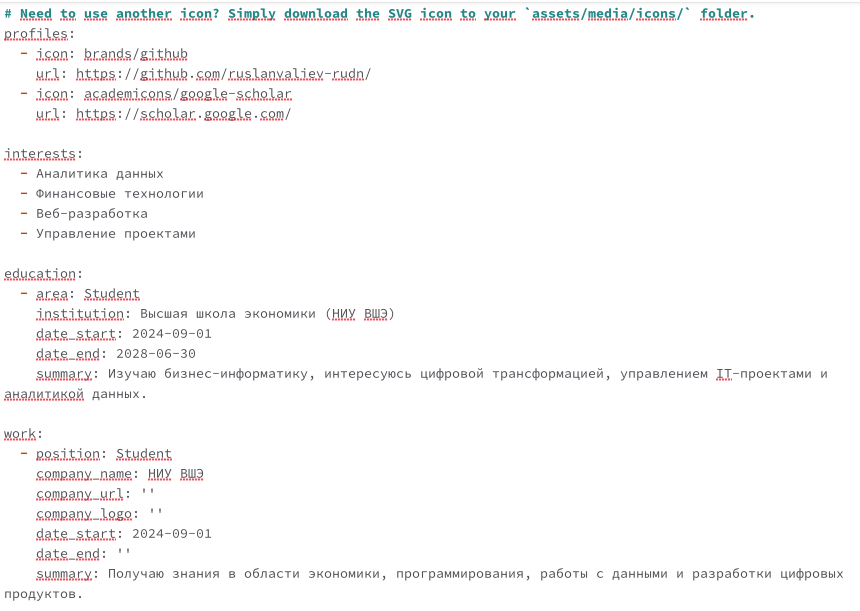 # Need to use another icon? Simply download the SVG icon to your `assets/media/icons/` folder.
profiles:
  - icon: brands/github
    url: https://github.com/ruslanvaliev-rudn/
  - icon: academicons/google-scholar
    url: https://scholar.google.com/

interests:
  - Аналитика данных
  - Финансовые технологии
  - Веб-разработка
  - Управление проектами

education:
  - area: Student
    institution: Высшая школа экономики (НИУ ВШЭ)
    date_start: 2024-09-01
    date_end: 2028-06-30
    summary: Изучаю бизнес-информатику, интересуюсь цифровой трансформацией, управлением IT-проектами и
аналитикой данных.

work:
  - position: Student
    company_name: НИУ ВШЭ
    company_url: ''
    company_logo: ''
    date_start: 2024-09-01
    date_end: ''
    summary: Получаю знания в области экономики, программирования, работы с данными и разработки цифровых
продуктов.